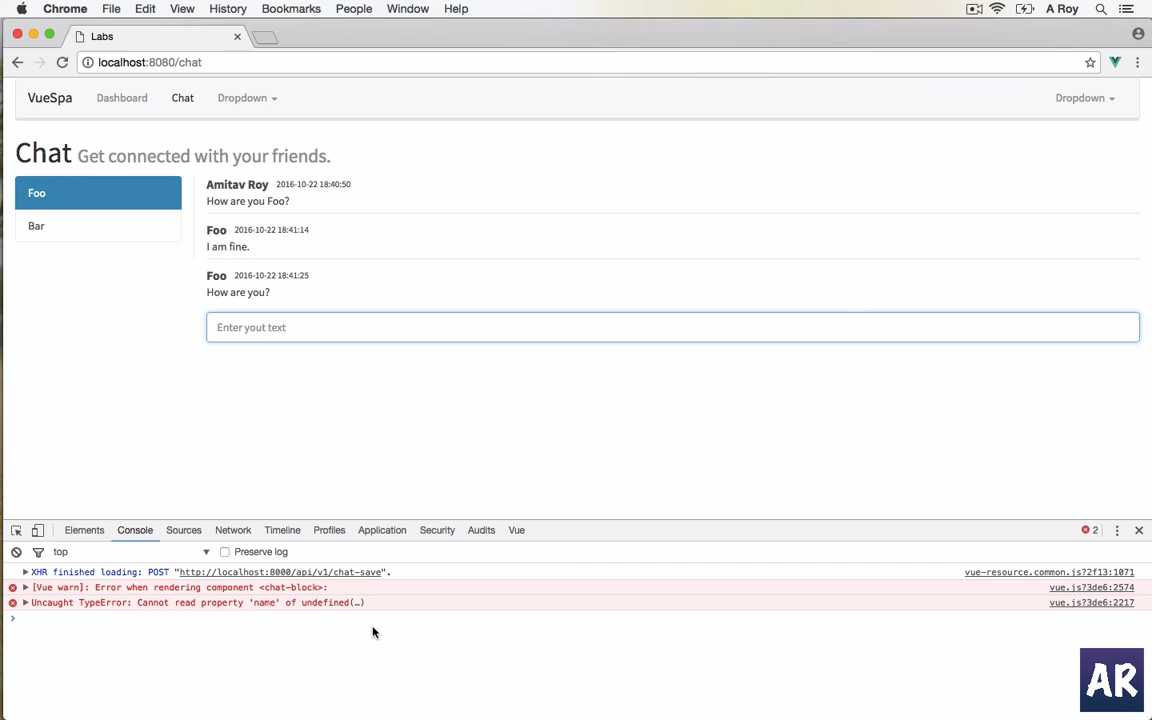 Chrome File Edit View History Bookmarks People Window Help A Roy
Labs
localhost:8080/chat
VueSpa Dashboard Chat Dropdown Dropdown
Chat Get connected with your friends.
Foo
Bar
Amitav Roy 2016-10-22 18:40:50
How are you Foo?
Foo 2016-10-22 18:41:14
I am fine.
Foo 2016-10-22 18:41:25
How are you?
Enter yout text
Elements Console Sources Network Timeline Profiles Application Security Audits Vue 2
top Preserve log
XHR finished loading: POST "http://localhost:8000/api/v1/chat-save". vue-resource.common.js?2f13:1071
[Vue warn]: Error when rendering component <chat-block>: vue.js?3de6:2574
Uncaught TypeError: Cannot read property 'name' of undefined(…) vue.js?3de6:2217
AR